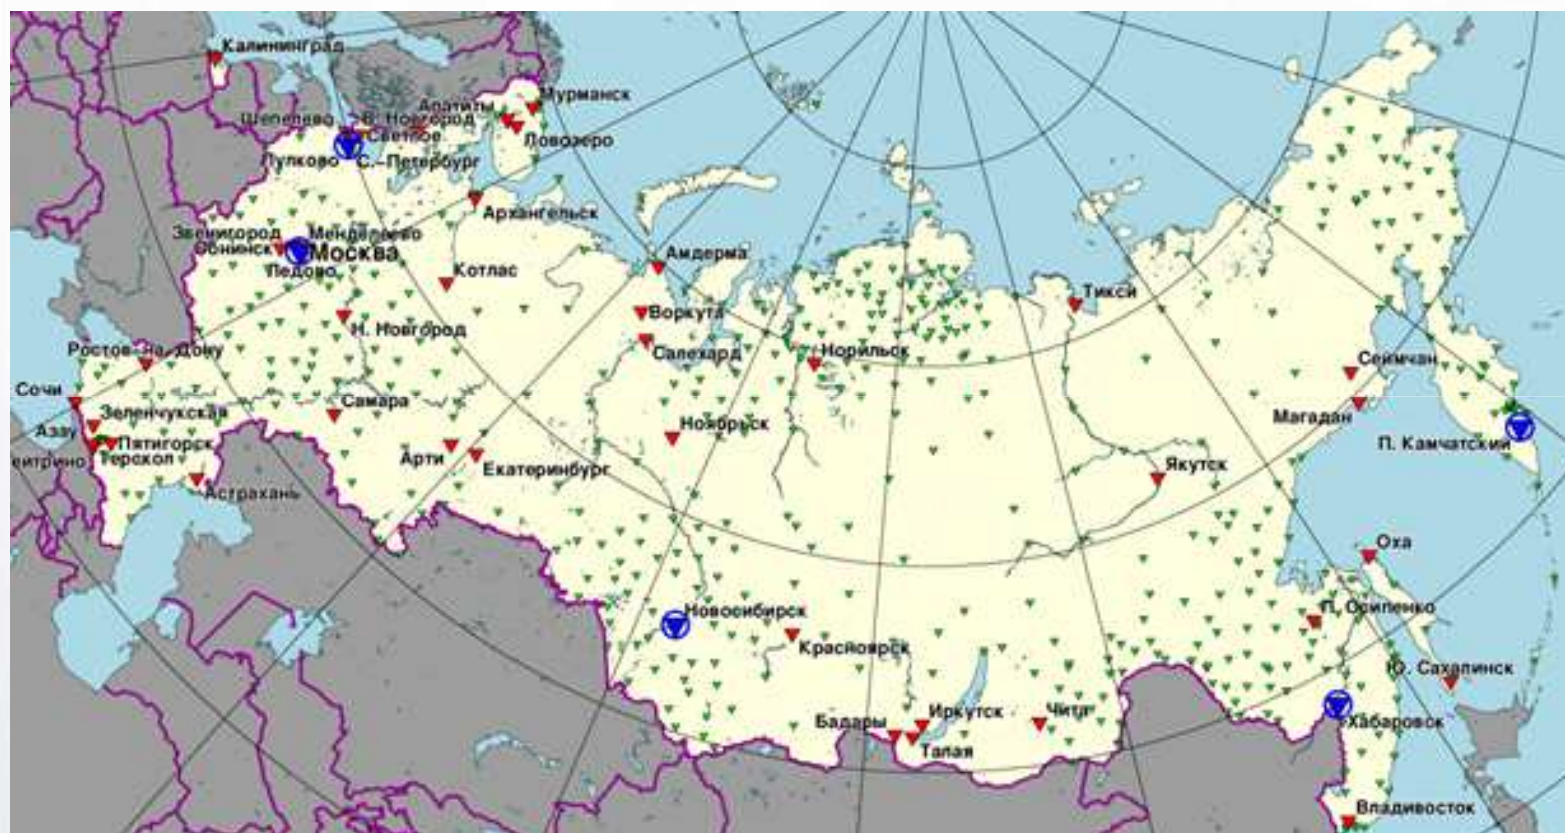 Калининград
Мурманск
Апатиты
Шепелево
В. Новгород
Светлое
Ловозеро
Пулково
С.-Петербург
Архангельск
Звенигород
Менделеево
Обнинск
Москва
Амдерма
Котлас
Тикси
Воркута
Н. Новгород
Салехард
Норильск
Ростов-на-Дону
Сеймчан
Сочи
Самара
Зеленчукская
Магадан
Азау
Пятигорск
Ноябрьск
П. Камчатский
ейтрино
Терскол
Арти
Екатеринбург
Якутск
Астрахань
Оха
Новосибирск
П. Осипенко
Красноярск
Ю. Сахалинск
Бадары
Иркутск
Чита
Хабаровск
Талая
Владивосток